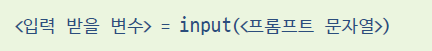 <입력 받을 변수> = input(<프롬프트 문자열>)